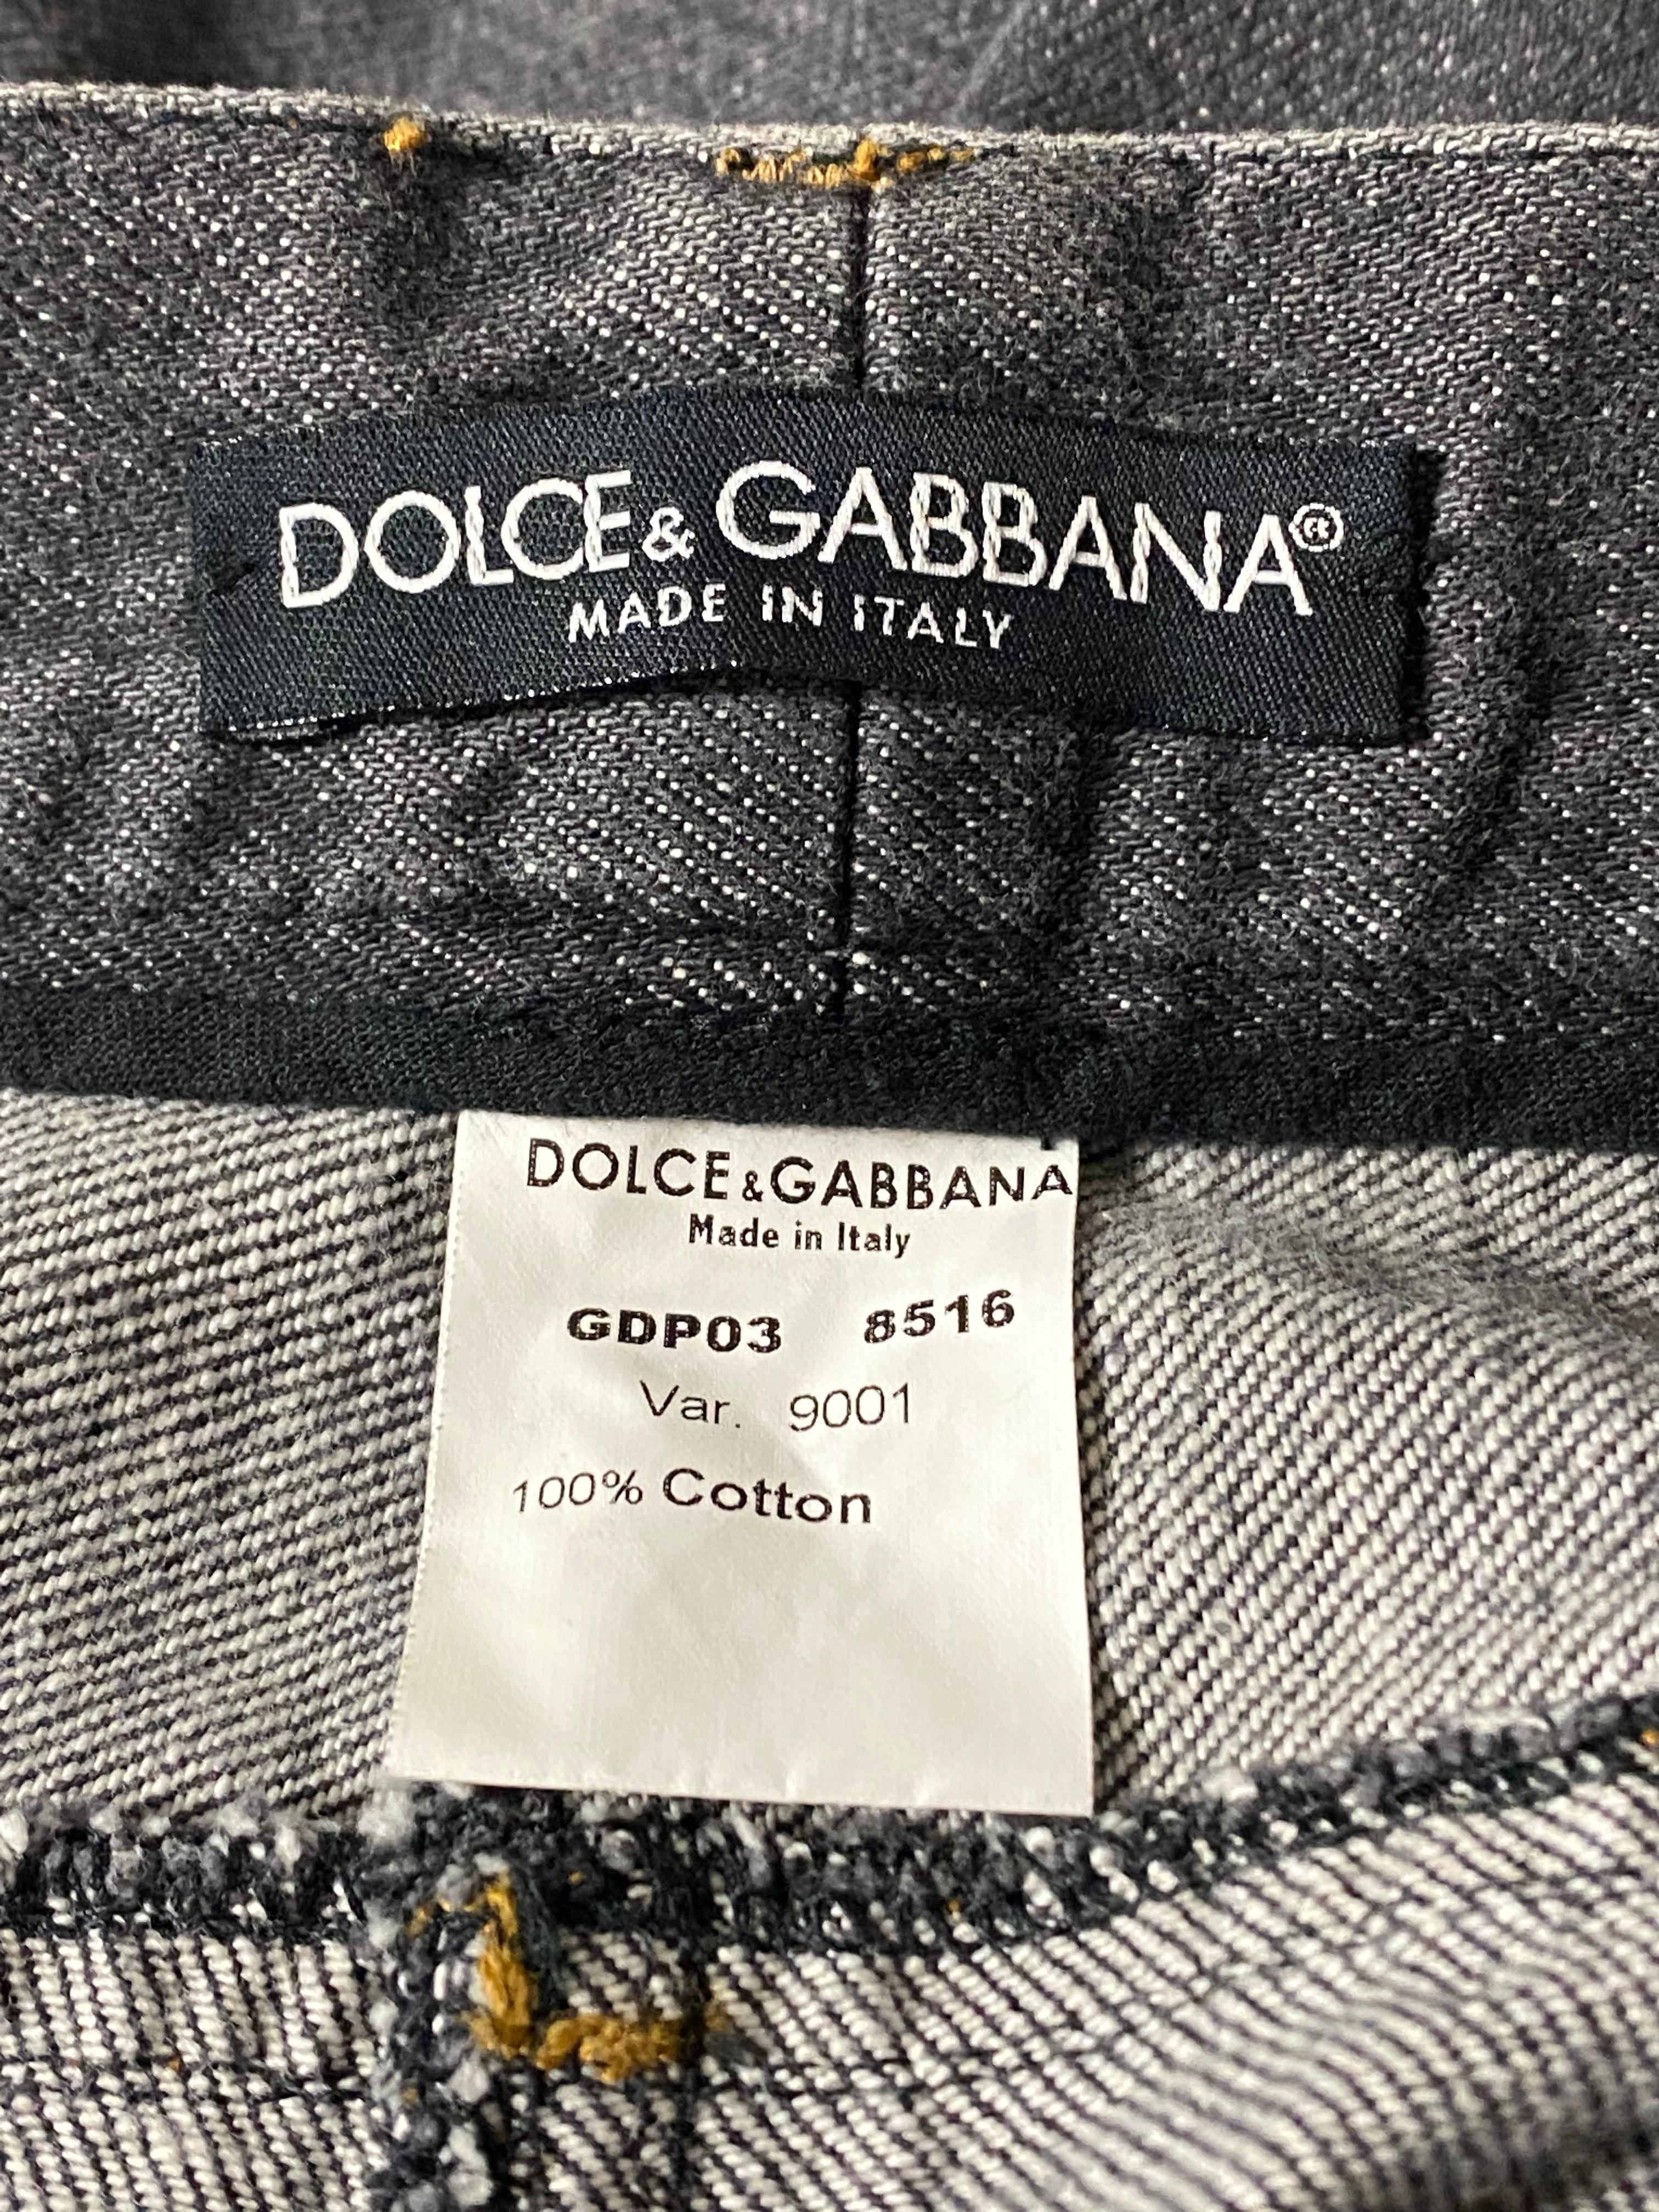 DOLCE & GABBANA®
MADE IN ITALY
DOLCE & GABBANA
Made in Italy
GDP03 8516
Var. 9001
100% Cotton